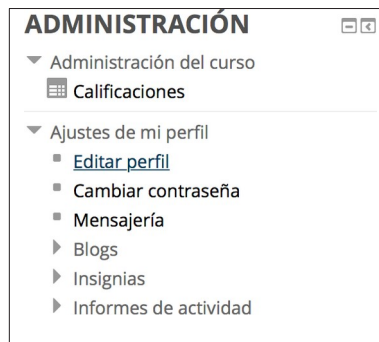 ADMINISTRACIÓN
Administración del curso
Calificaciones
Ajustes de mi perfil
Editar perfil
Cambiar contraseña
Mensajería
Blogs
Insignias
Informes de actividad